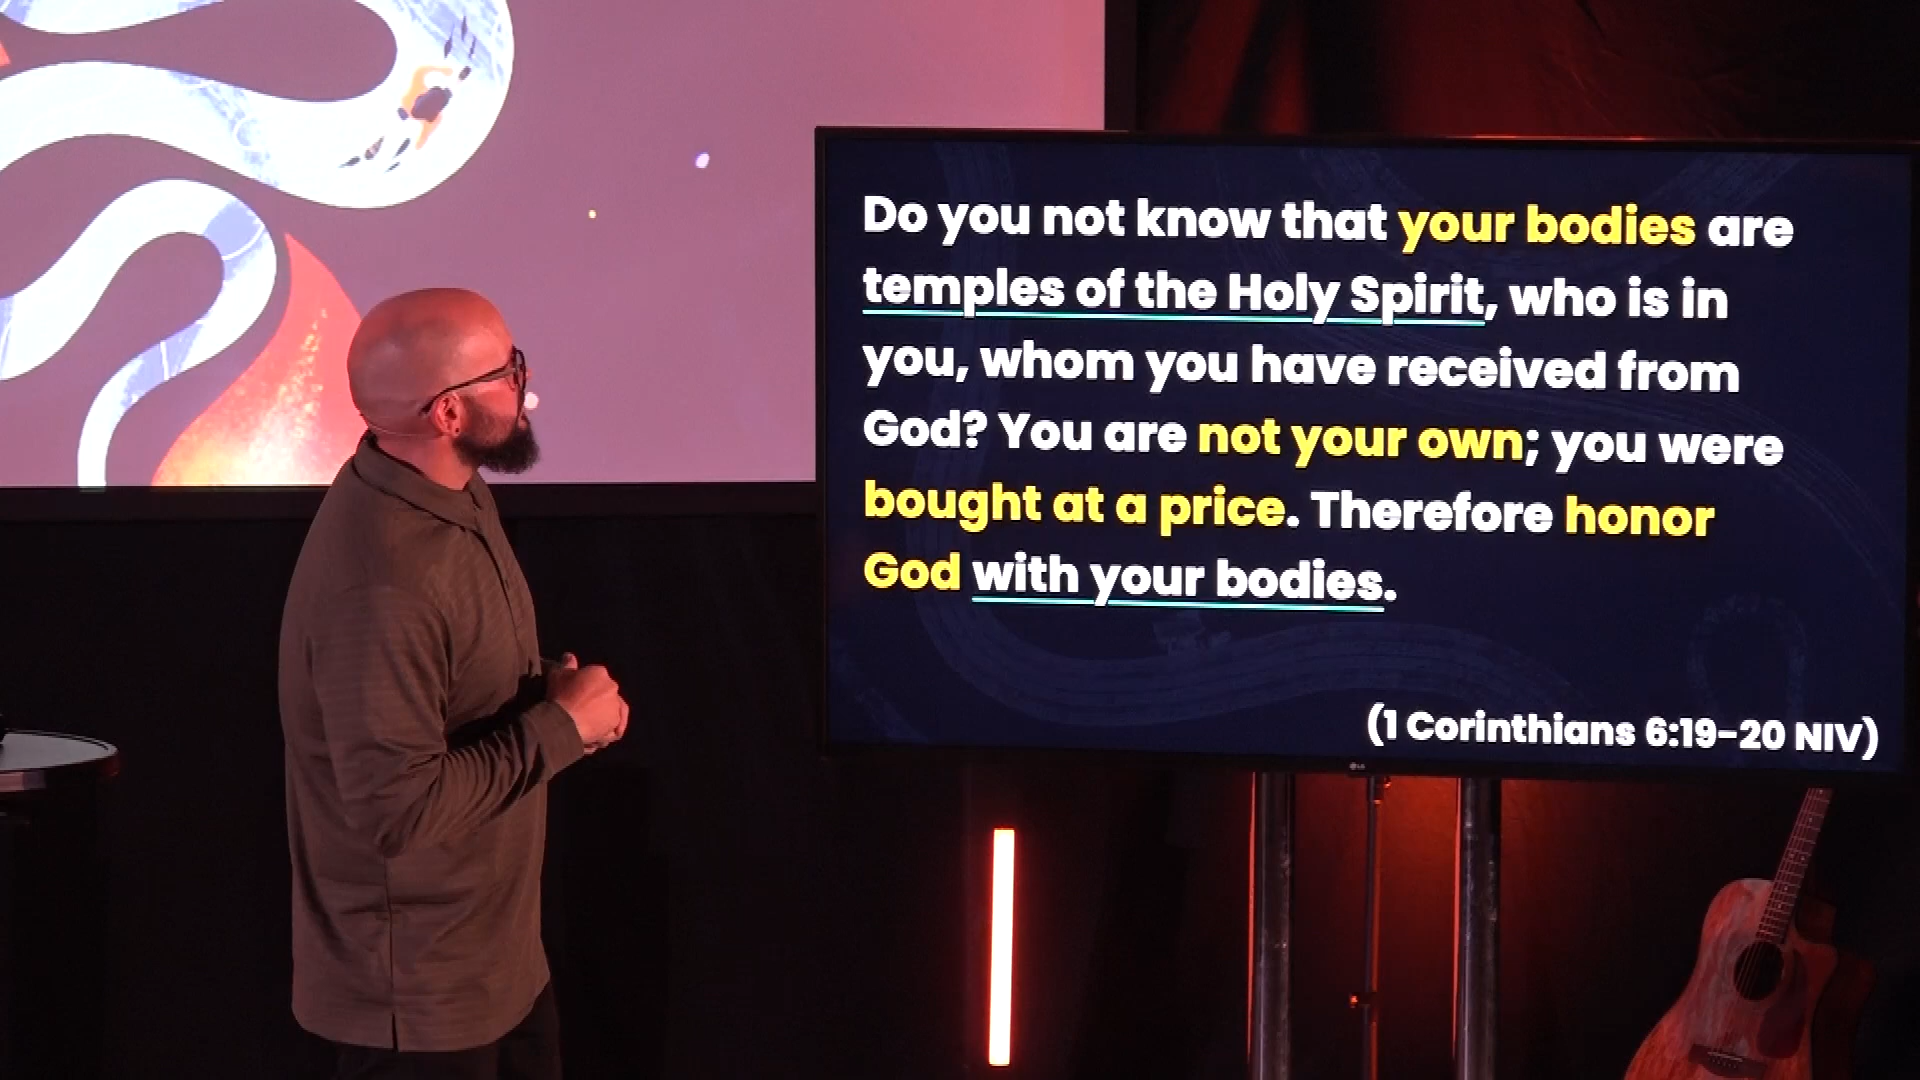 Do you not know that your bodies are
temples of the Holy Spirit, who is in
you, whom you have received from
God? You are not your own; you were
bought at a price. Therefore honor
God with your bodies.
(1 Corinthians 6:19-20 NIV)
LG